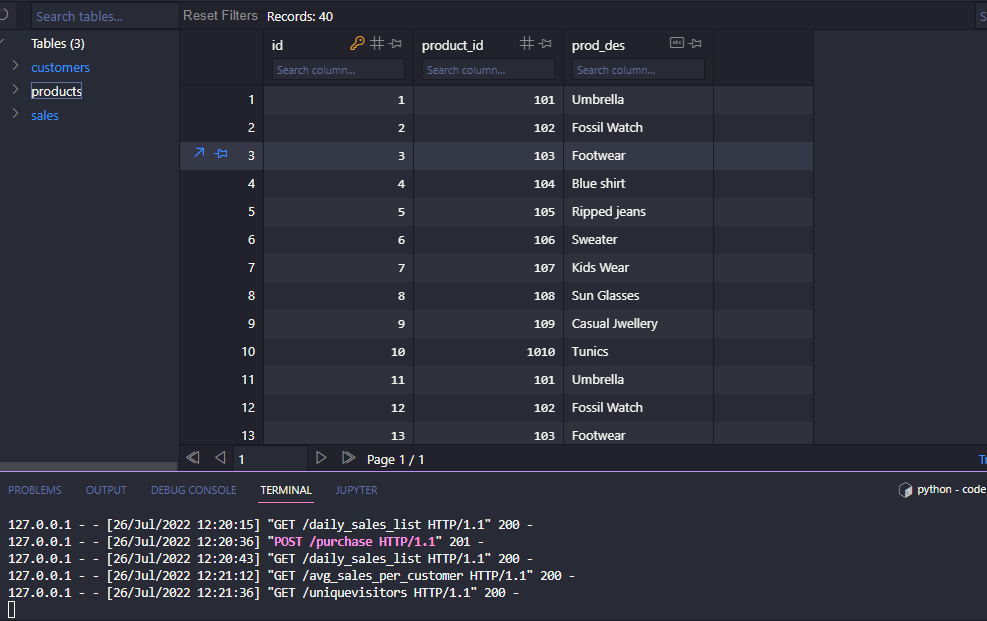 Search tables...
Reset Filters Records: 40
S
Tables (3)
customers
products
sales
id product_id prod_des
Search column... Search column... Search column...
1 1 101 Umbrella
2 2 102 Fossil Watch
3 3 103 Footwear
4 4 104 Blue shirt
5 5 105 Ripped jeans
6 6 106 Sweater
7 7 107 Kids Wear
8 8 108 Sun Glasses
9 9 109 Casual Jwellery
10 10 1010 Tunics
11 11 101 Umbrella
12 12 102 Fossil Watch
13 13 103 Footwear
1 Page 1 / 1
Tr
PROBLEMS OUTPUT DEBUG CONSOLE TERMINAL JUPYTER
python - code
127.0.0.1 - - [26/Jul/2022 12:20:15] "GET /daily_sales_list HTTP/1.1" 200 -
127.0.0.1 - - [26/Jul/2022 12:20:36] "POST /purchase HTTP/1.1" 201 -
127.0.0.1 - - [26/Jul/2022 12:20:43] "GET /daily_sales_list HTTP/1.1" 200 -
127.0.0.1 - - [26/Jul/2022 12:21:12] "GET /avg_sales_per_customer HTTP/1.1" 200 -
127.0.0.1 - - [26/Jul/2022 12:21:36] "GET /uniquevisitors HTTP/1.1" 200 -